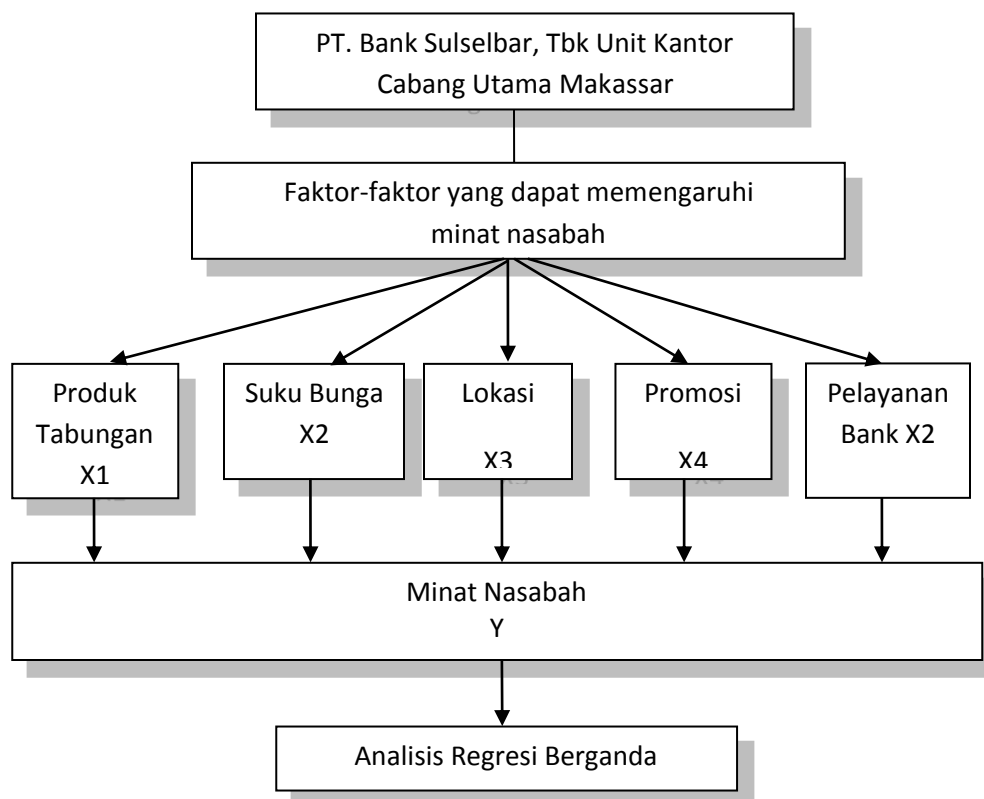 PT. Bank Sulselbar, Tbk Unit Kantor
Cabang Utama Makassar
Faktor-faktor yang dapat memengaruhi
minat nasabah
Produk
Tabungan
X1
Suku Bunga
X2
Lokasi
X3
Promosi
X4
Pelayanan
Bank X2
Minat Nasabah
Y
Analisis Regresi Berganda